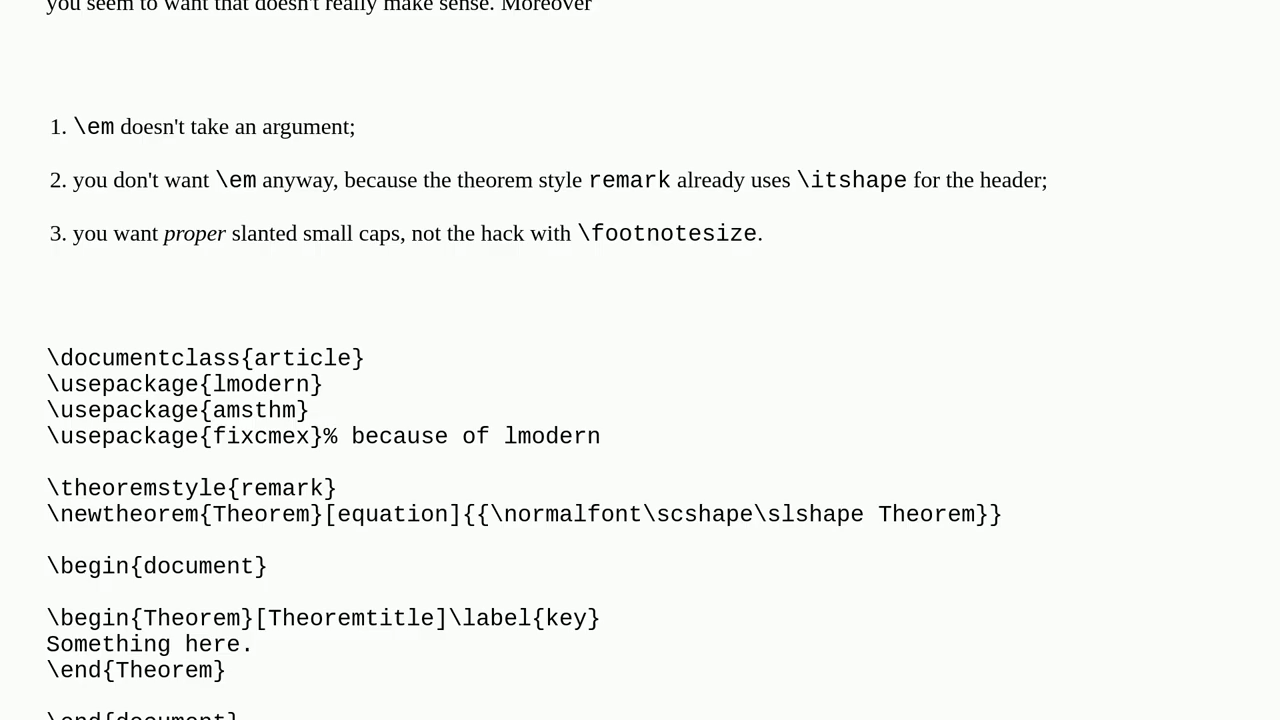 you seem to want that doesn't really make sense. Moreover
1. \em doesn't take an argument;
2. you don't want \em anyway, because the theorem style remark already uses \itshape for the header;
3. you want proper slanted small caps, not the hack with \footnotesize.
\documentclass{article}
\usepackage{lmodern}
\usepackage{amsthm}
\usepackage{fixcmex}% because of lmodern
\theoremstyle{remark}
\newtheorem{Theorem}[equation]{{\normalfont\scshape\slshape Theorem}}
\begin{document}
\begin{Theorem}[Theoremtitle]\label{key}
Something here.
\end{Theorem}
\end{document}